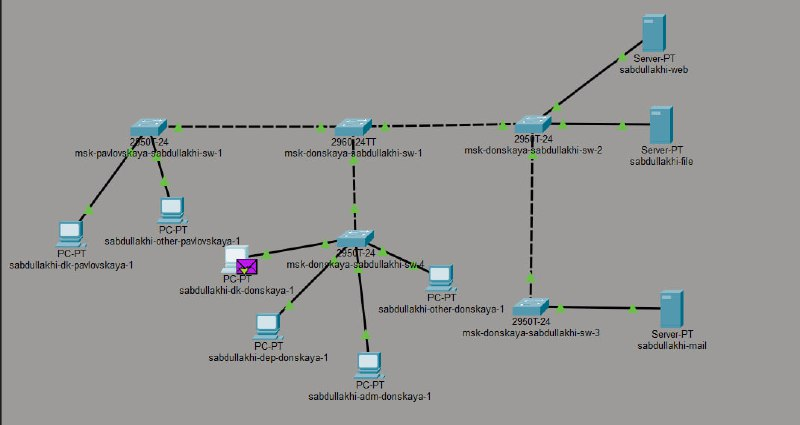 Server-PT
sabdullakhi-web
2950T-24
msk-pavlovskaya-sabdullakhi-sw-1
2960-24TT
msk-donskaya-sabdullakhi-sw-1
2950T-24
msk-donskaya-sabdullakhi-sw-2
Server-PT
sabdullakhi-file
PC-PT
sabdullakhi-other-pavlovskaya-1
PC-PT
sabdullakhi-dk-pavlovskaya-1
2950T-24
msk-donskaya-sabdullakhi-sw-4
PC-PT
sabdullakhi-dk-donskaya-1
PC-PT
sabdullakhi-other-donskaya-1
2950T-24
msk-donskaya-sabdullakhi-sw-3
Server-PT
sabdullakhi-mail
PC-PT
sabdullakhi-dep-donskaya-1
PC-PT
sabdullakhi-adm-donskaya-1